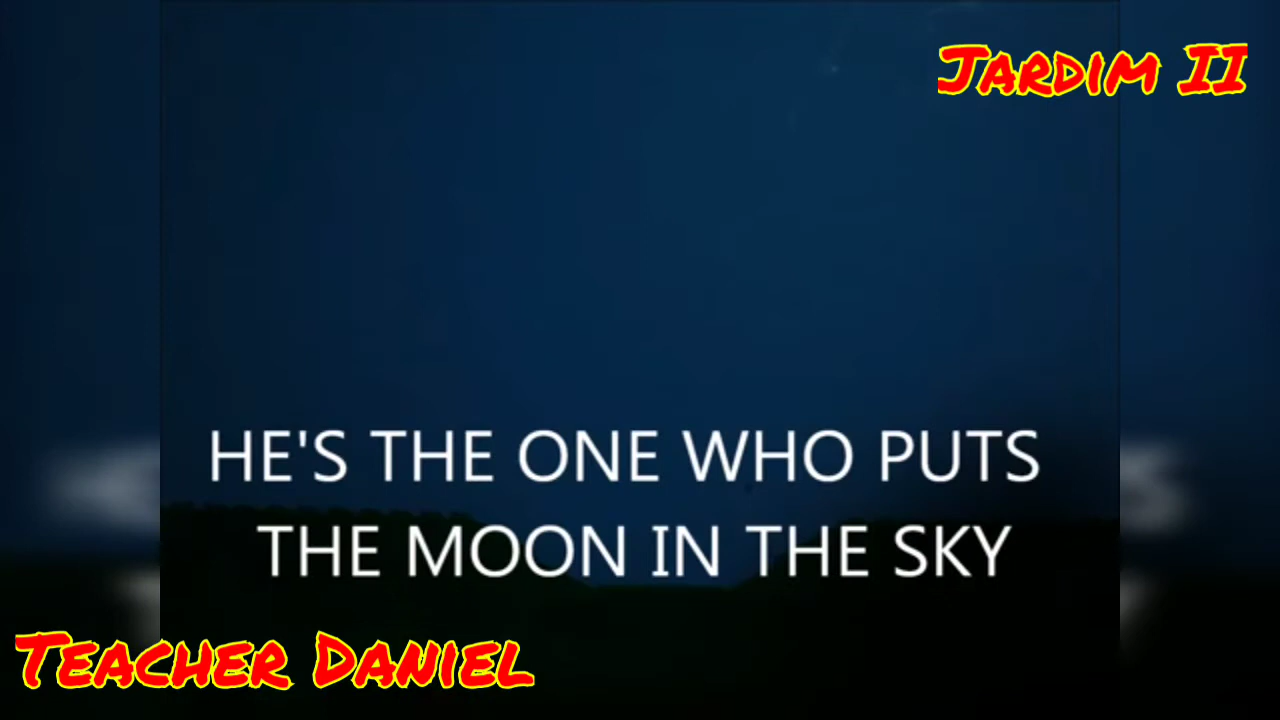 Jardim II
HE'S THE ONE WHO PUTS
THE MOON IN THE SKY
Teacher Daniel